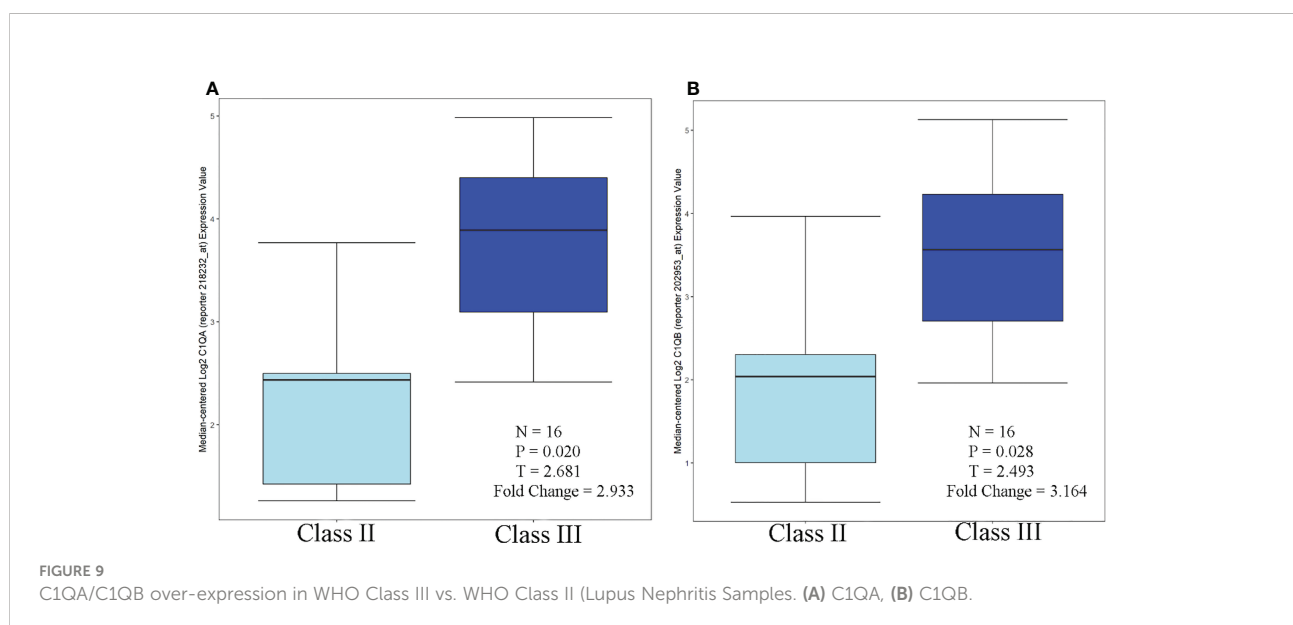 A
Median-centered Log2 C1QA (reporter 218232_at) Expression Value
5
4
3
2
N = 16
P = 0.020
T = 2.681
Fold Change = 2.933
Class II
Class III
B
Median-centered Log2 C1QB (reporter 202953_at) Expression Value
5
4
3
2
1
N = 16
P = 0.028
T = 2.493
Fold Change = 3.164
Class II
Class III
FIGURE 9
C1QA/C1QB over-expression in WHO Class III vs. WHO Class II (Lupus Nephritis Samples. (A) C1QA, (B) C1QB.